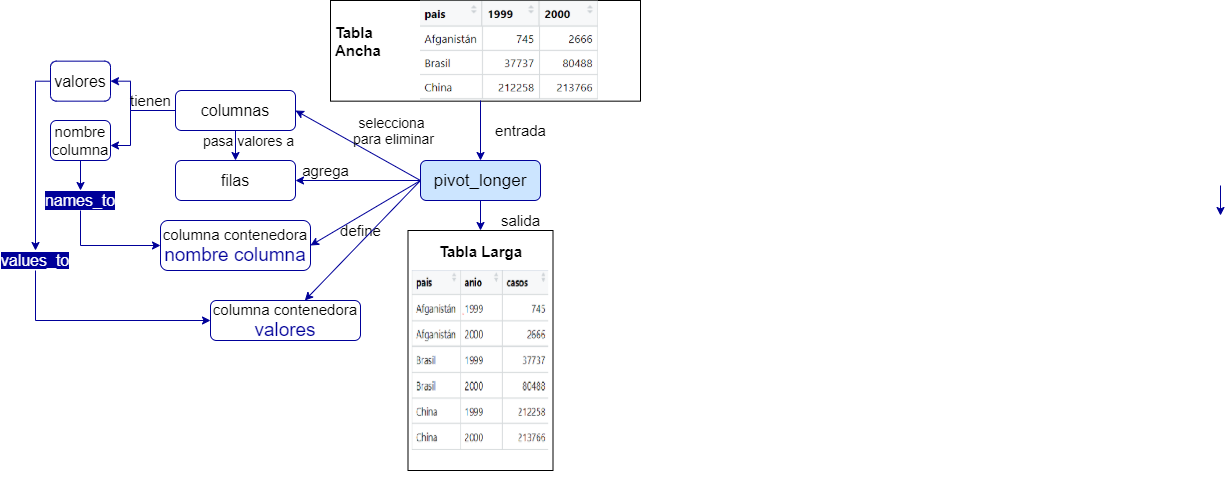 Tabla
Ancha
pais 1999 2000
Afganistán 745 2666
Brasil 37737 80488
China 212258 213766
valores
tienen
columnas
nombre
columna
selecciona
para eliminar
entrada
pasa valores a
filas
agrega
pivot_longer
names_to
salida
columna contenedora
nombre columna
define
values_to
columna contenedora
valores
Tabla Larga
pais anio casos
Afganistán 1999 745
Afganistán 2000 2666
Brasil 1999 37737
Brasil 2000 80488
China 1999 212258
China 2000 213766